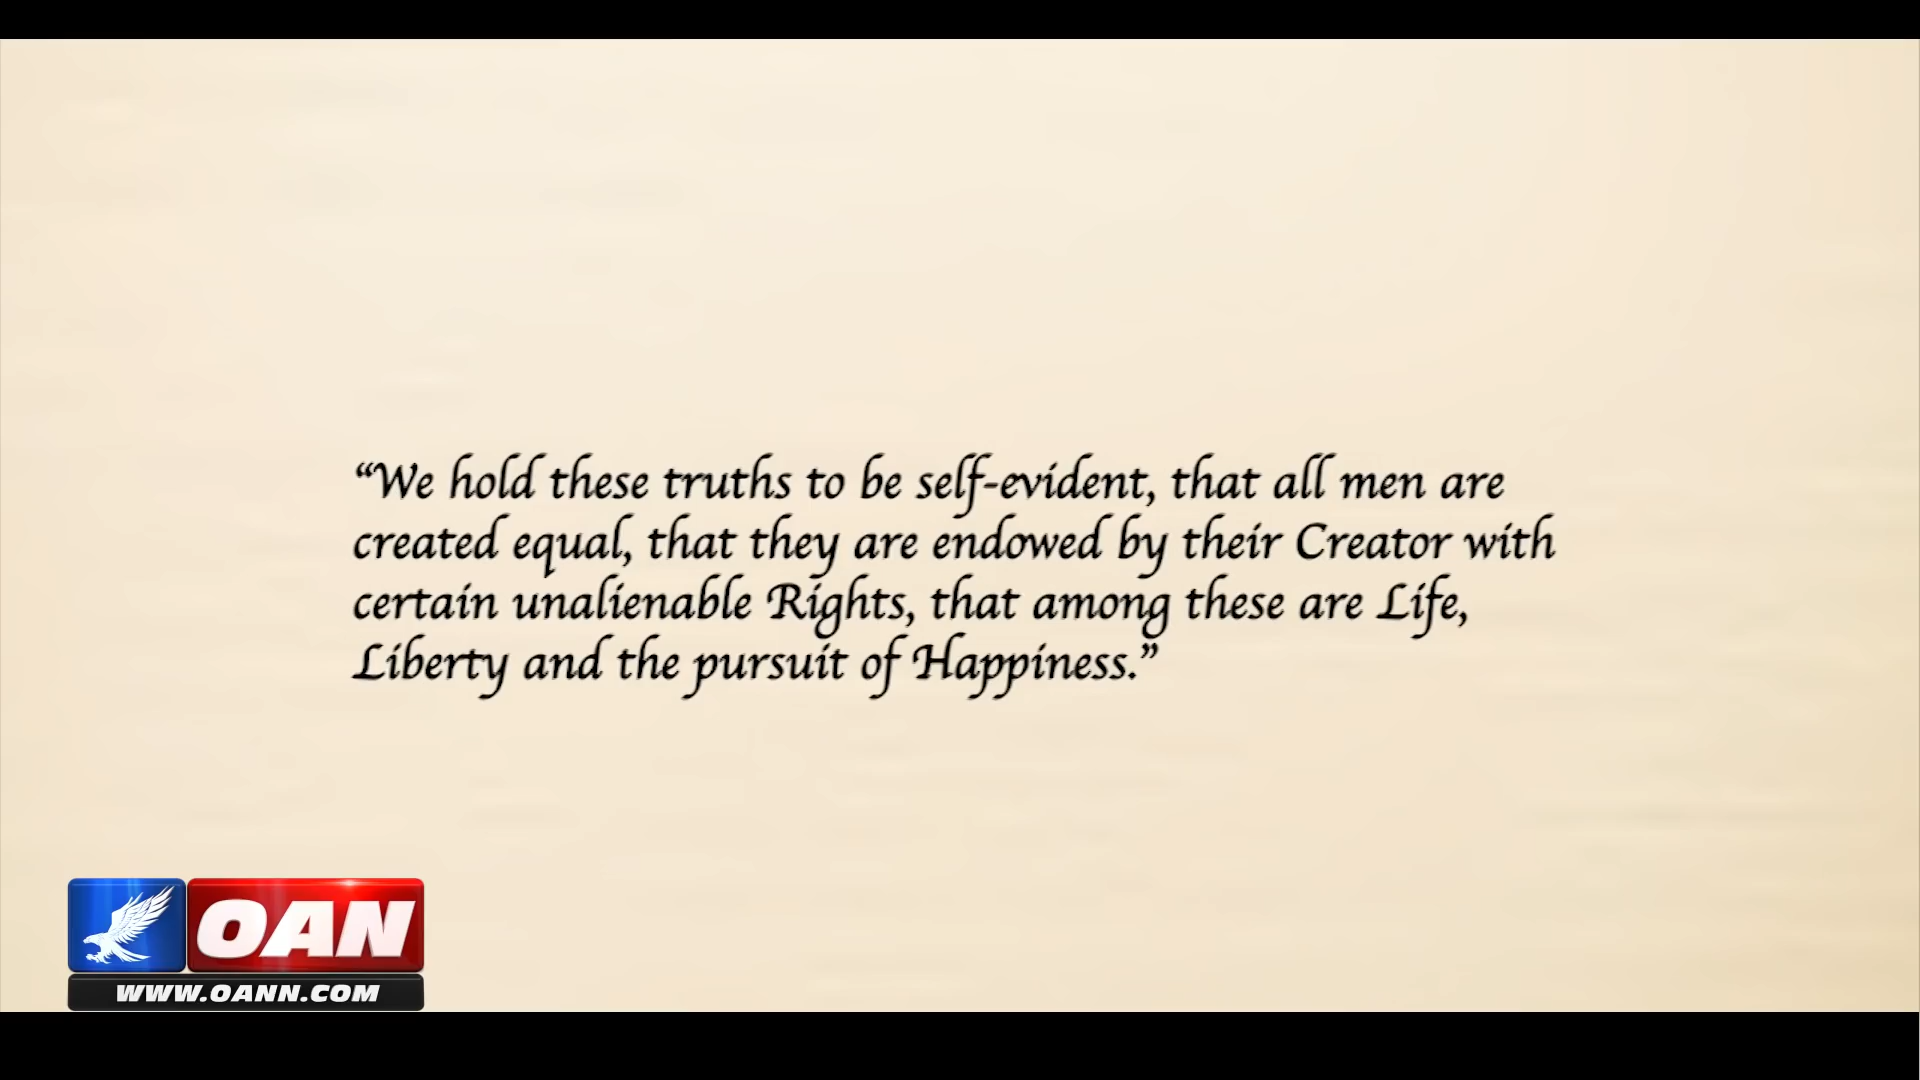 “We hold these truths to be self-evident, that all men are
created equal, that they are endowed by their Creator with
certain unalienable Rights, that among these are Life,
Liberty and the pursuit of Happiness.”
OAN
WWW.OANN.COM